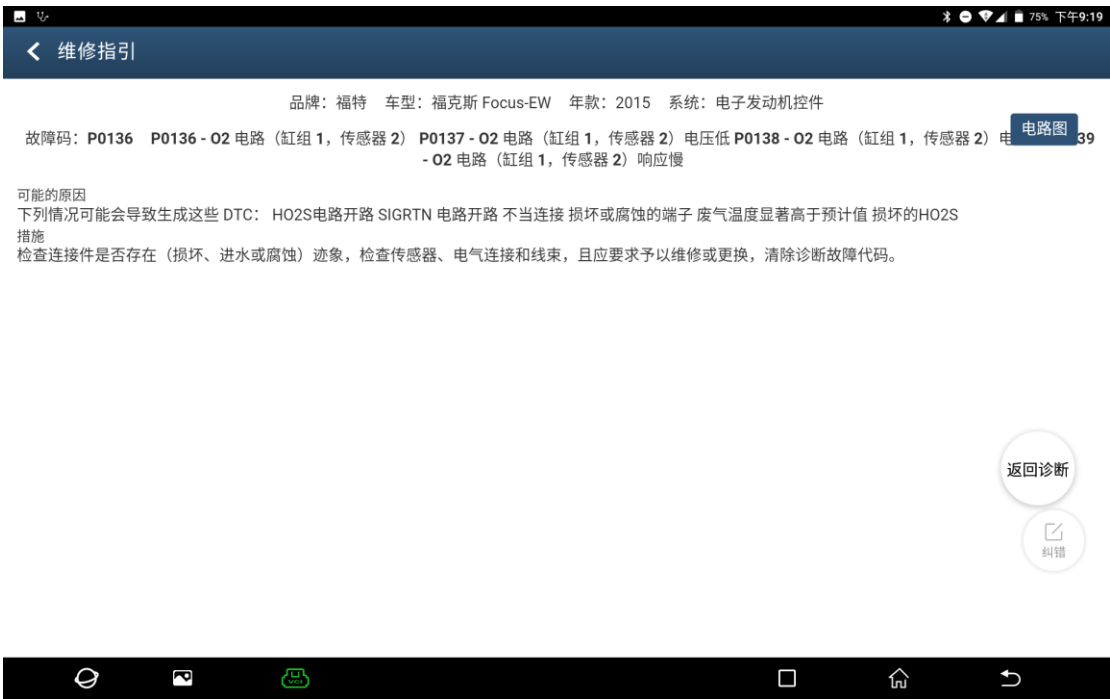 75% 下午9:19
维修指引
品牌：福特 车型：福克斯 Focus-EW 年款：2015 系统：电子发动机控件
故障码：P0136 P0136 - O2 电路（缸组 1，传感器 2） P0137 - O2 电路（缸组 1，传感器 2）电压低 P0138 - O2 电路（缸组 1，传感器 2）电 39
- O2 电路（缸组 1，传感器 2）响应慢
电路图
可能的原因
下列情况可能会导致生成这些 DTC： HO2S电路开路 SIGRTN 电路开路 不当连接 损坏或腐蚀的端子 废气温度显著高于预计值 损坏的HO2S
措施
检查连接件是否存在（损坏、进水或腐蚀）迹象，检查传感器、电气连接和线束，且应要求予以维修或更换，清除诊断故障代码。
返回诊断
纠错
VCI